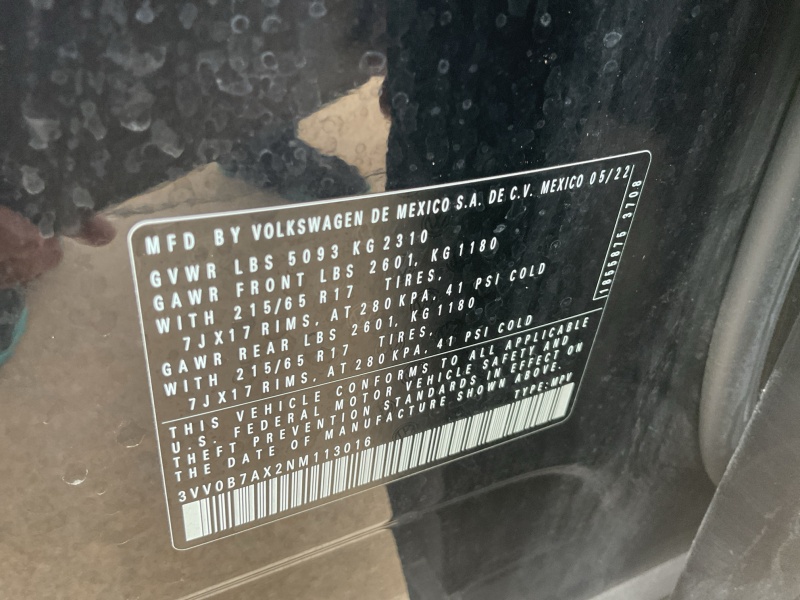 MFD BY VOLKSWAGEN DE MEXICO S.A. DE C.V. MEXICO 05/22
GVWR LBS 5093 KG 2310
GAWR FRONT LBS 2601, KG 1180
WITH 215/65 R17 TIRES,
7JX17 RIMS, AT 280 KPA, 41 PSI COLD
GAWR REAR LBS 2601, KG 1180
WITH 215/65 R17 TIRES,
7JX17 RIMS, AT 280 KPA, 41 PSI COLD
1855875 3708
THIS VEHICLE CONFORMS TO ALL APPLICABLE
U.S. FEDERAL MOTOR VEHICLE SAFETY AND
THEFT PREVENTION STANDARDS IN EFFECT ON
THE DATE OF MANUFACTURE SHOWN ABOVE.
3VV0B7AX2NM113016 TYPE:MPV